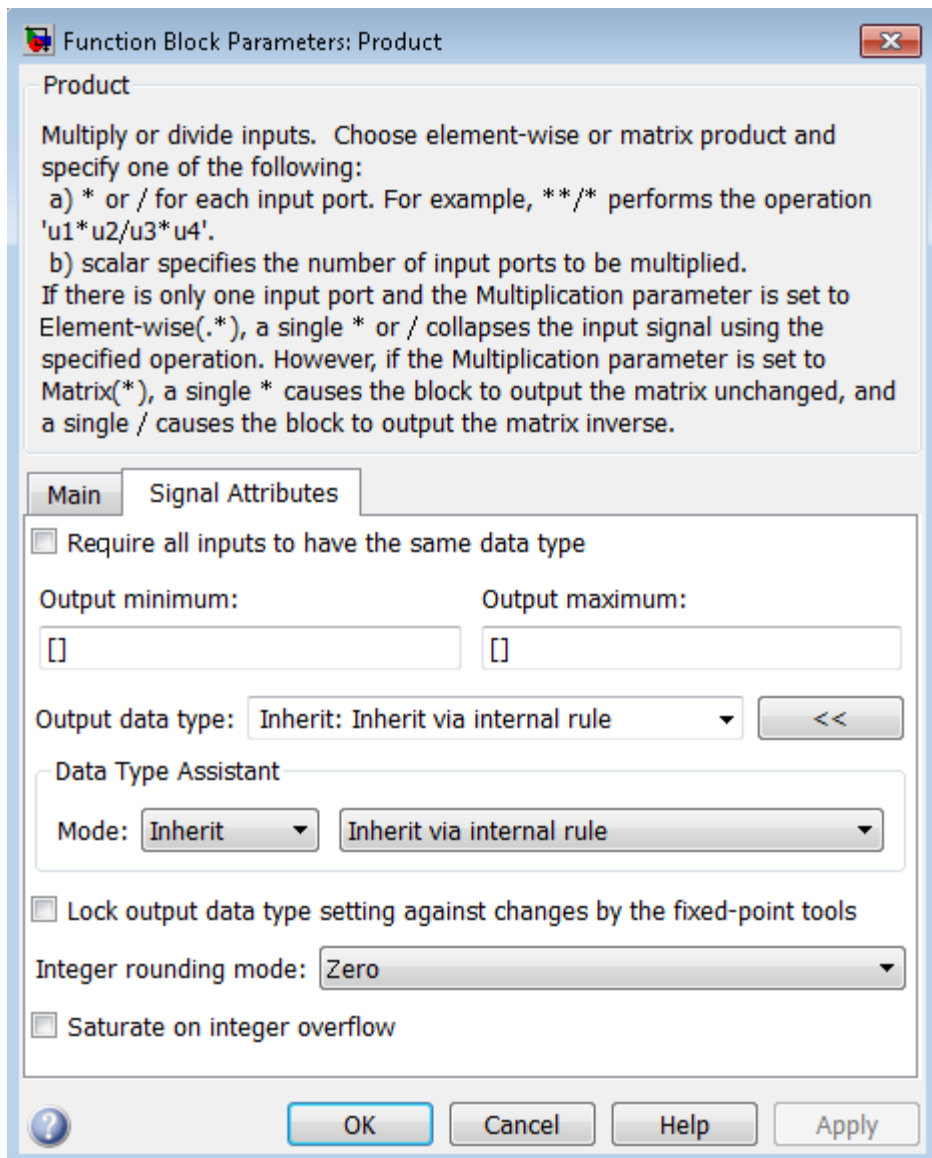 Function Block Parameters: Product
Product
Multiply or divide inputs.  Choose element-wise or matrix product and
specify one of the following:
a) * or / for each input port. For example, **/* performs the operation
'u1*u2/u3*u4'.
b) scalar specifies the number of input ports to be multiplied.
If there is only one input port and the Multiplication parameter is set to
Element-wise(.*), a single * or / collapses the input signal using the
specified operation. However, if the Multiplication parameter is set to
Matrix(*), a single * causes the block to output the matrix unchanged, and
a single / causes the block to output the matrix inverse.
Main Signal Attributes
Require all inputs to have the same data type
Output minimum: Output maximum:
[] []
Output data type: Inherit: Inherit via internal rule <<
Data Type Assistant
Mode: Inherit Inherit via internal rule
Lock output data type setting against changes by the fixed-point tools
Integer rounding mode: Zero
Saturate on integer overflow
? OK Cancel Help Apply